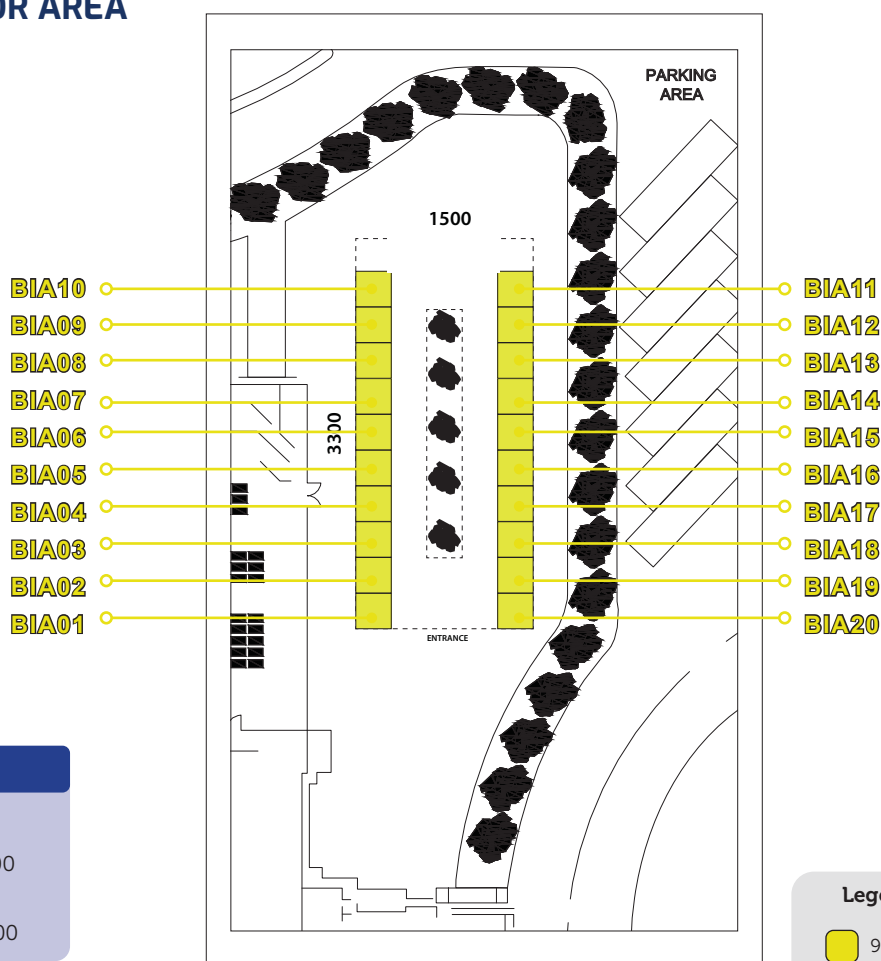 OR AREA
PARKING
AREA
1500
BIA10
BIA11
BIA09
BIA12
BIA08
BIA13
BIA07
BIA14
3300
BIA06
BIA15
BIA05
BIA16
BIA04
BIA17
BIA03
BIA18
BIA02
BIA19
BIA01
BIA20
ENTRANCE
00
00
Lege
9